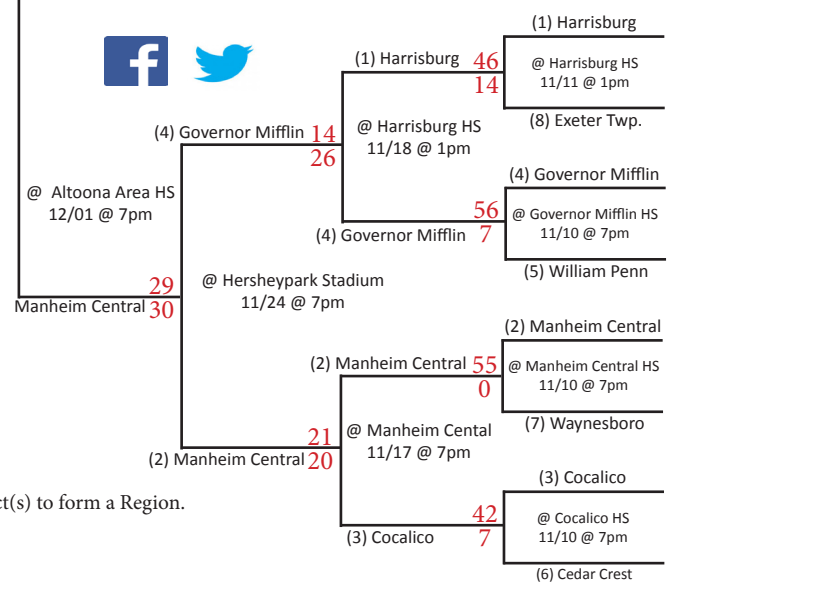 (1) Harrisburg
(1) Harrisburg 46
14
@ Harrisburg HS
11/11 @ 1pm
(8) Exeter Twp.
(4) Governor Mifflin 14
26
@ Harrisburg HS
11/18 @ 1pm
(4) Governor Mifflin
@ Governor Mifflin HS
11/10 @ 7pm
56
(4) Governor Mifflin 7
(5) William Penn
@ Altoona Area HS
12/01 @ 7pm
@ Hersheypark Stadium
11/24 @ 7pm
29
Manheim Central 30
(2) Manheim Central
(2) Manheim Central 55
0
@ Manheim Central HS
11/10 @ 7pm
(7) Waynesboro
21
(2) Manheim Central 20
@ Manheim Cental
11/17 @ 7pm
(3) Cocalico
42
(3) Cocalico 7
@ Cocalico HS
11/10 @ 7pm
(6) Cedar Crest
ct(s) to form a Region.